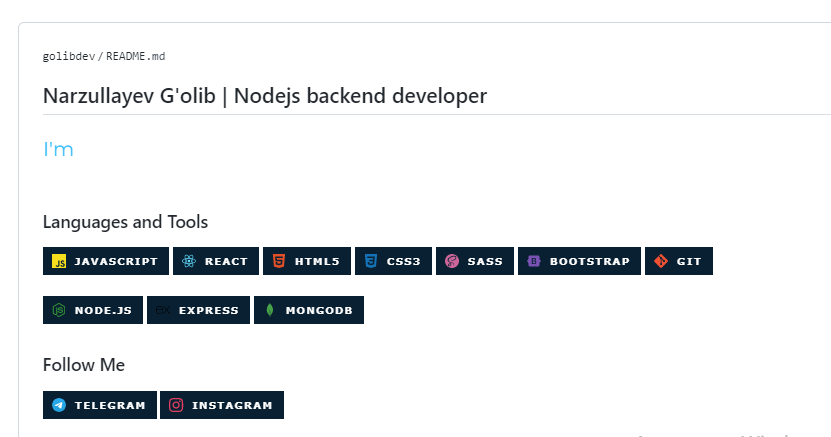 golibdev/README.md
Narzullayev G'olib | Nodejs backend developer
I'm
Languages and Tools
JAVASCRIPT REACT HTML5 CSS3 SASS BOOTSTRAP GIT
NODE.JS EXPRESS MONGODB
Follow Me
TELEGRAM INSTAGRAM